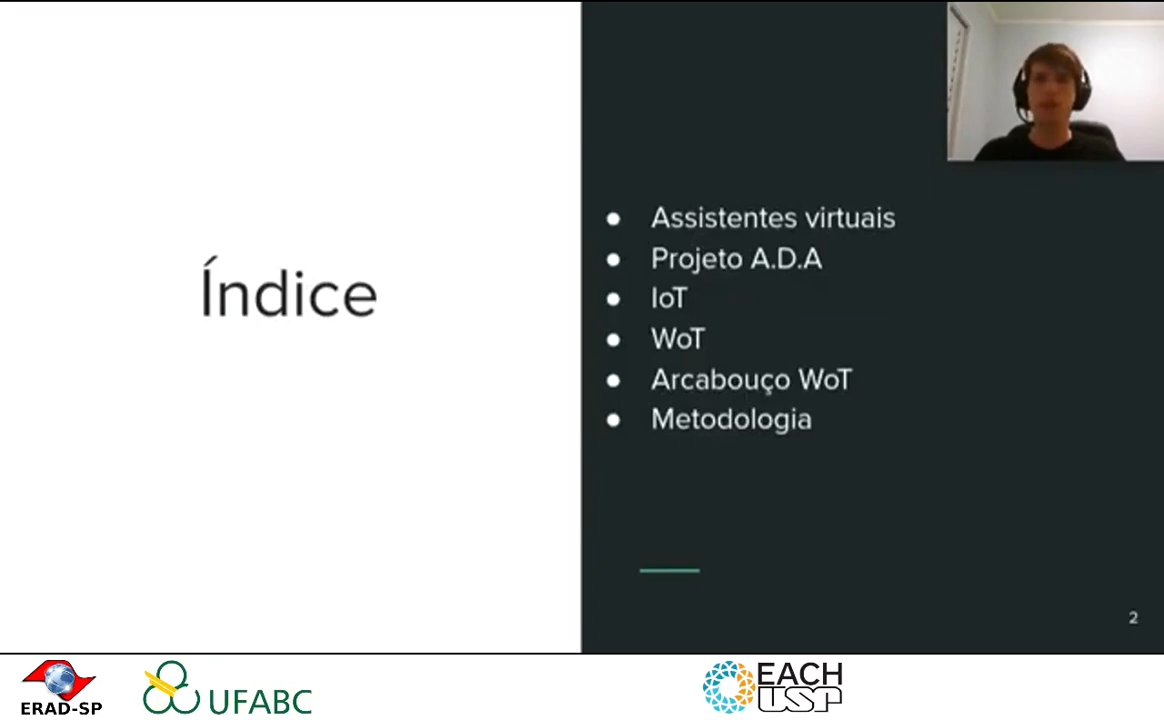 Índice
Assistentes virtuais
Projeto A.D.A
IoT
WoT
Arcabouço WoT
Metodologia
2
ERAD-SP
UFABC
EACH
USP